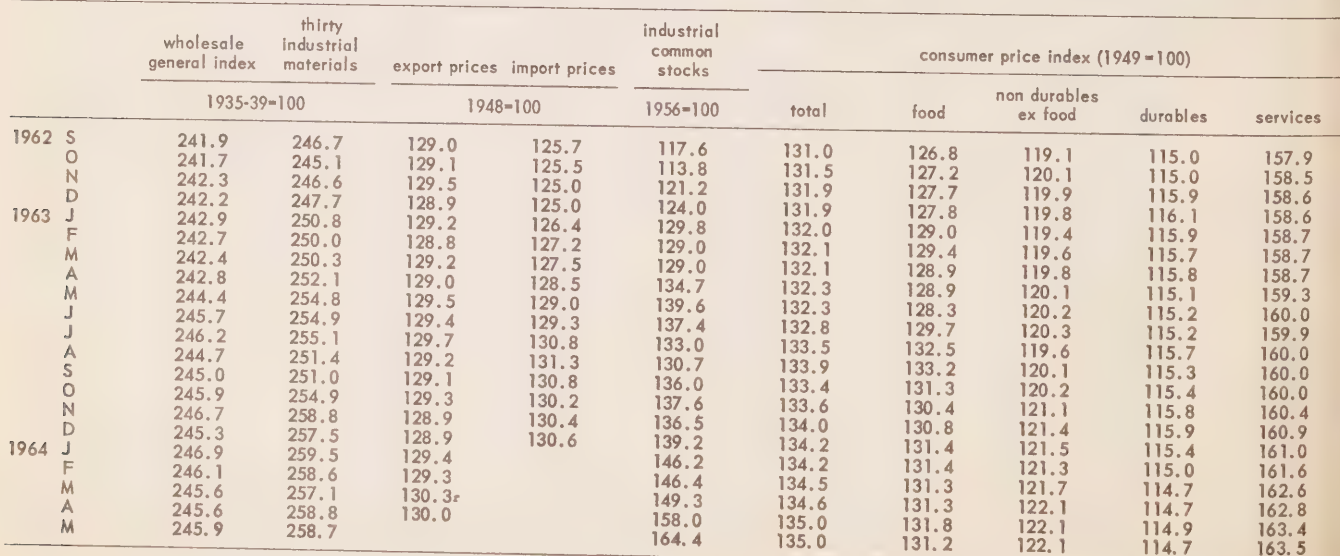 thirty industrial
wholesale industrial common consumer price index (1949=100)
general index materials export prices import prices stocks
non durables
1935-39=100 1948=100 1956=100 total food ex food durables services
1962 S 241.9 246.7 129.0 125.7 117.6 131.0 126.8 119.1 115.0 157.9
O 241.7 245.1 129.1 125.5 113.8 131.5 127.2 120.1 115.0 158.5
N 242.3 246.6 129.5 125.0 121.2 131.9 127.7 119.9 115.9 158.6
D 242.2 247.7 128.9 125.0 124.0 131.9 127.8 119.8 116.1 158.6
1963 J 242.9 250.8 129.2 126.4 129.8 132.0 129.0 119.4 115.9 158.7
F 242.7 250.0 128.8 127.2 129.0 132.1 129.4 119.6 115.7 158.7
M 242.4 250.3 129.2 127.5 129.0 132.1 128.9 119.8 115.8 158.7
A 242.8 252.1 129.0 128.5 134.7 132.3 128.9 120.1 115.1 159.3
M 244.4 254.8 129.5 129.0 139.6 132.3 128.3 120.2 115.2 160.0
J 245.7 254.9 129.4 129.3 137.4 132.8 129.7 120.3 115.2 159.9
J 246.2 255.1 129.7 130.8 133.0 133.5 132.5 119.6 115.7 160.0
A 244.7 251.4 129.2 131.3 130.7 133.9 133.2 120.1 115.3 160.0
S 245.0 251.0 129.1 130.8 136.0 133.4 131.3 120.2 115.4 160.0
O 245.9 254.9 129.3 130.2 137.6 133.6 130.4 121.1 115.8 160.4
N 246.7 258.8 128.9 130.4 136.5 134.0 130.8 121.4 115.9 160.9
D 245.3 257.5 128.9 130.6 139.2 134.2 131.4 121.5 115.4 161.0
1964 J 246.9 259.5 129.4 146.2 134.2 131.4 121.3 115.0 161.6
F 246.1 258.6 129.3 146.4 134.5 131.3 121.7 114.7 162.6
M 245.6 257.1 130.3r 149.3 134.6 131.3 122.1 114.7 162.8
A 245.6 258.8 130.0 158.0 135.0 131.8 122.1 114.9 163.4
M 245.9 258.7 164.4 135.0 131.2 122.1 114.7 163.5